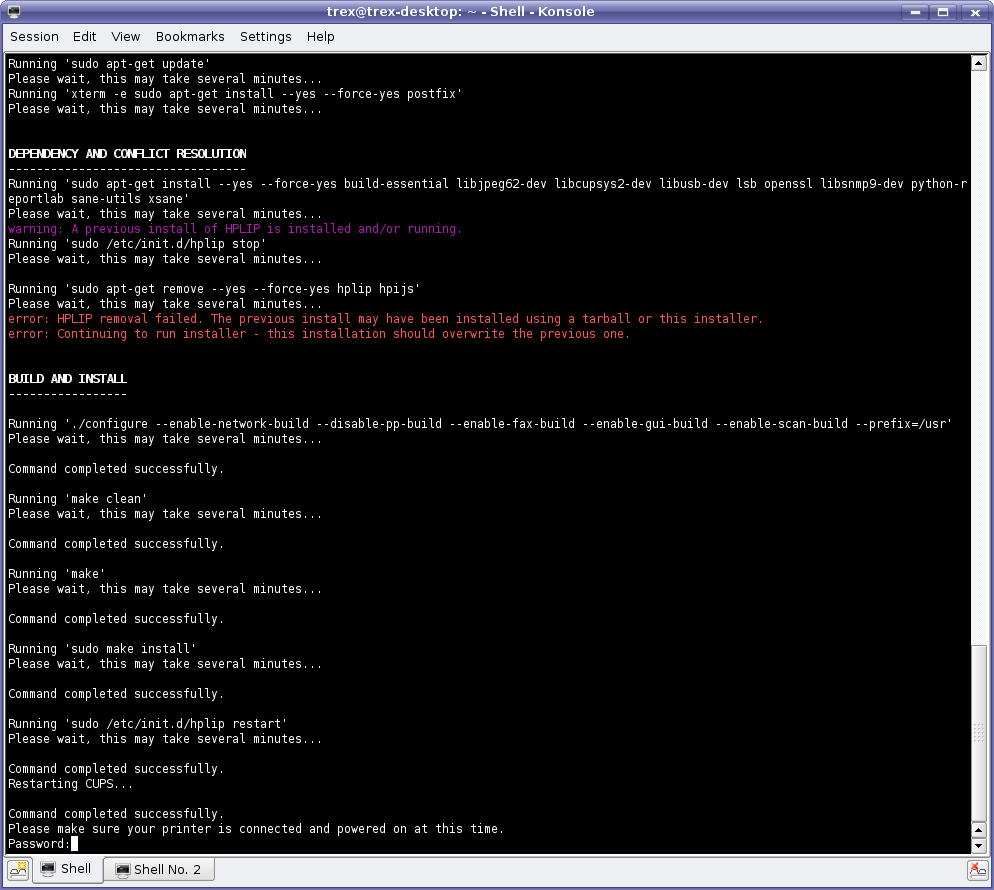 trex@trex-desktop: ~ - Shell - Konsole
Session Edit View Bookmarks Settings Help
Running 'sudo apt-get update'
Please wait, this may take several minutes...
Running 'xterm -e sudo apt-get install --yes --force-yes postfix'
Please wait, this may take several minutes...
DEPENDENCY AND CONFLICT RESOLUTION
----------------------------------
Running 'sudo apt-get install --yes --force-yes build-essential libjpeg62-dev libcupsys2-dev libusb-dev lsb openssl libsnmp9-dev python-r
eportlab sane-utils xsane'
Please wait, this may take several minutes...
warning: A previous install of HPLIP is installed and/or running.
Running 'sudo /etc/init.d/hplip stop'
Please wait, this may take several minutes...
Running 'sudo apt-get remove --yes --force-yes hplip hpijs'
Please wait, this may take several minutes...
error: HPLIP removal failed. The previous install may have been installed using a tarball or this installer.
error: Continuing to run installer - this installation should overwrite the previous one.
BUILD AND INSTALL
-----------------
Running './configure --enable-network-build --disable-pp-build --enable-fax-build --enable-gui-build --enable-scan-build --prefix=/usr'
Please wait, this may take several minutes...
Command completed successfully.
Running 'make clean'
Please wait, this may take several minutes...
Command completed successfully.
Running 'make'
Please wait, this may take several minutes...
Command completed successfully.
Running 'sudo make install'
Please wait, this may take several minutes...
Command completed successfully.
Running 'sudo /etc/init.d/hplip restart'
Please wait, this may take several minutes...
Command completed successfully.
Restarting CUPS...
Command completed successfully.
Please make sure your printer is connected and powered on at this time.
Password:
Shell Shell No. 2